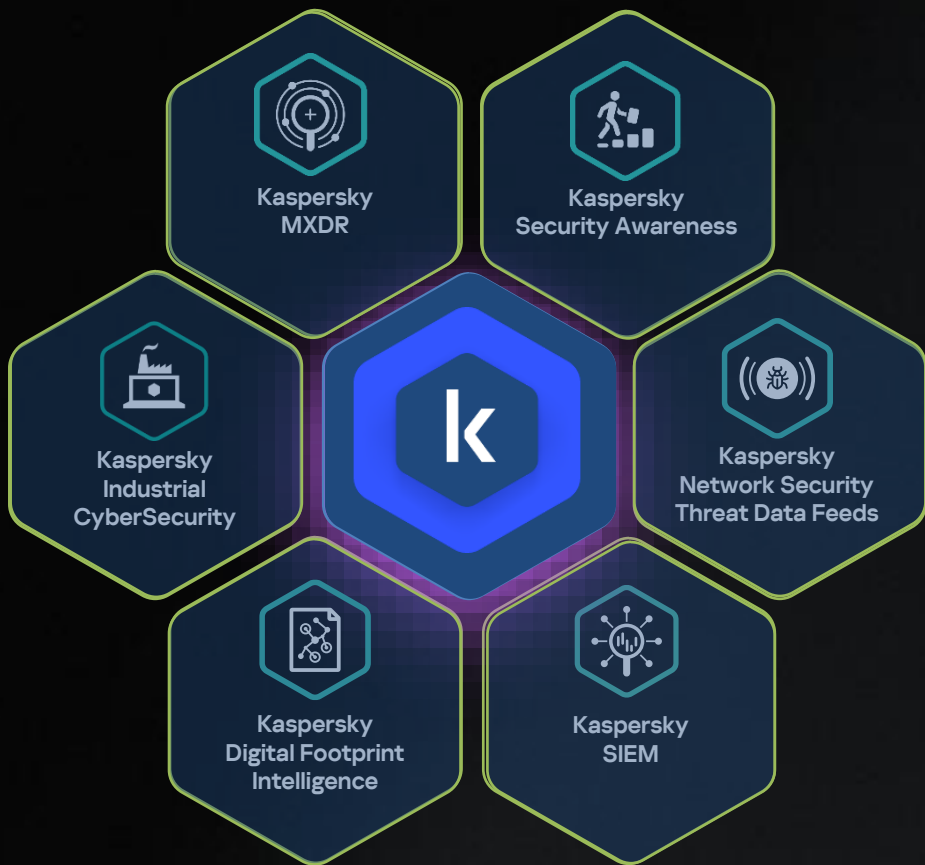 Kaspersky
MXDR
Kaspersky
Security Awareness
Kaspersky
Industrial
CyberSecurity
k
Kaspersky
Network Security
Threat Data Feeds
Kaspersky
Digital Footprint
Intelligence
Kaspersky
SIEM